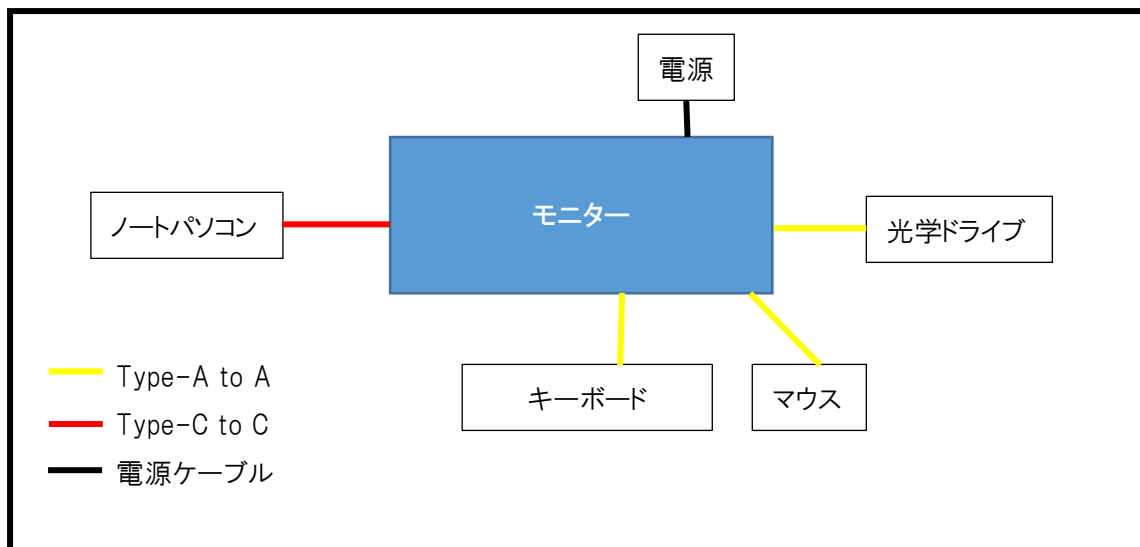 電源
モニター
ノートパソコン
光学ドライブ
キーボード
マウス
Type-A to A
Type-C to C
電源ケーブル